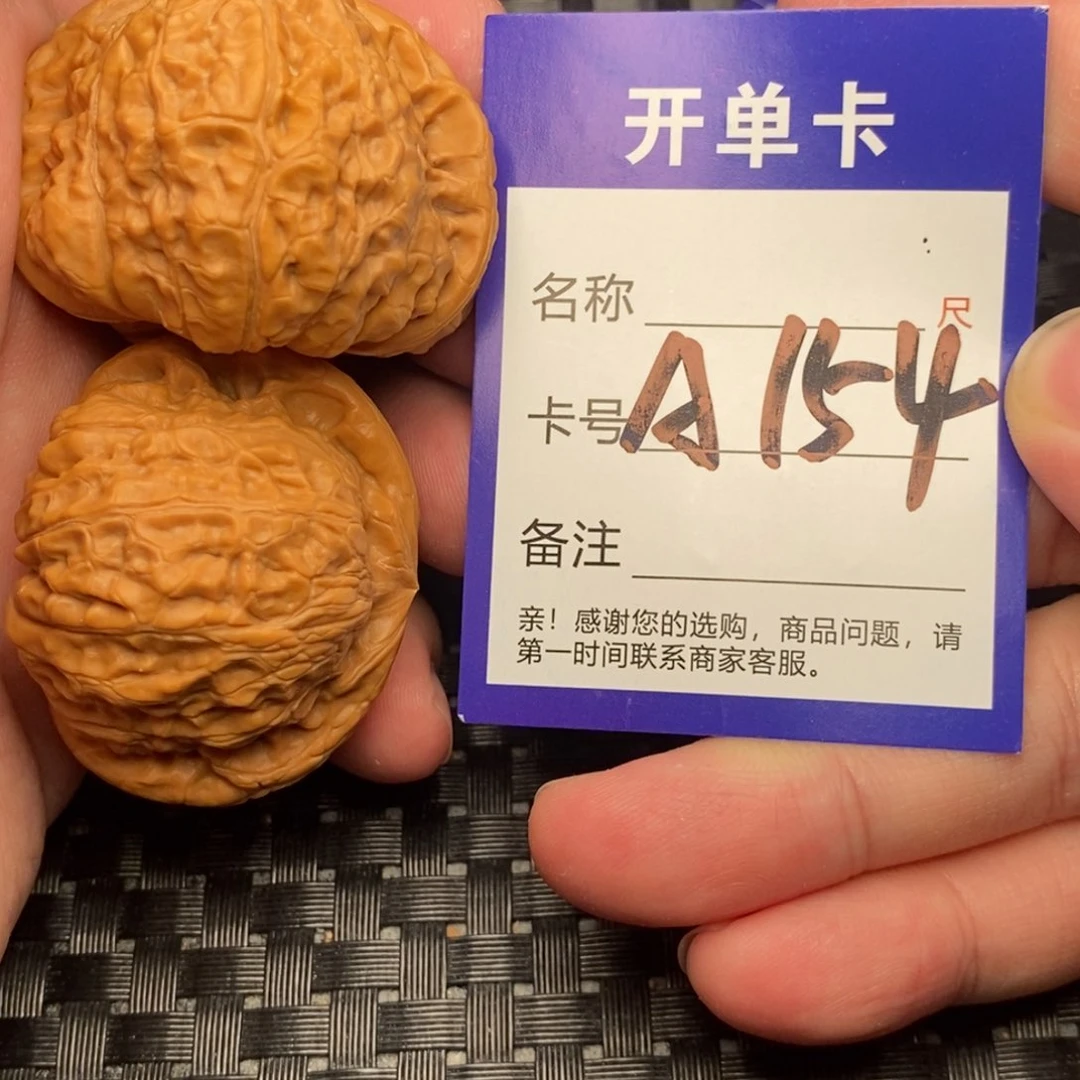 开单卡
名称 尺
卡号 A154
备注
亲！感谢您的选购，商品问题，请
第一时间联系商家客服。